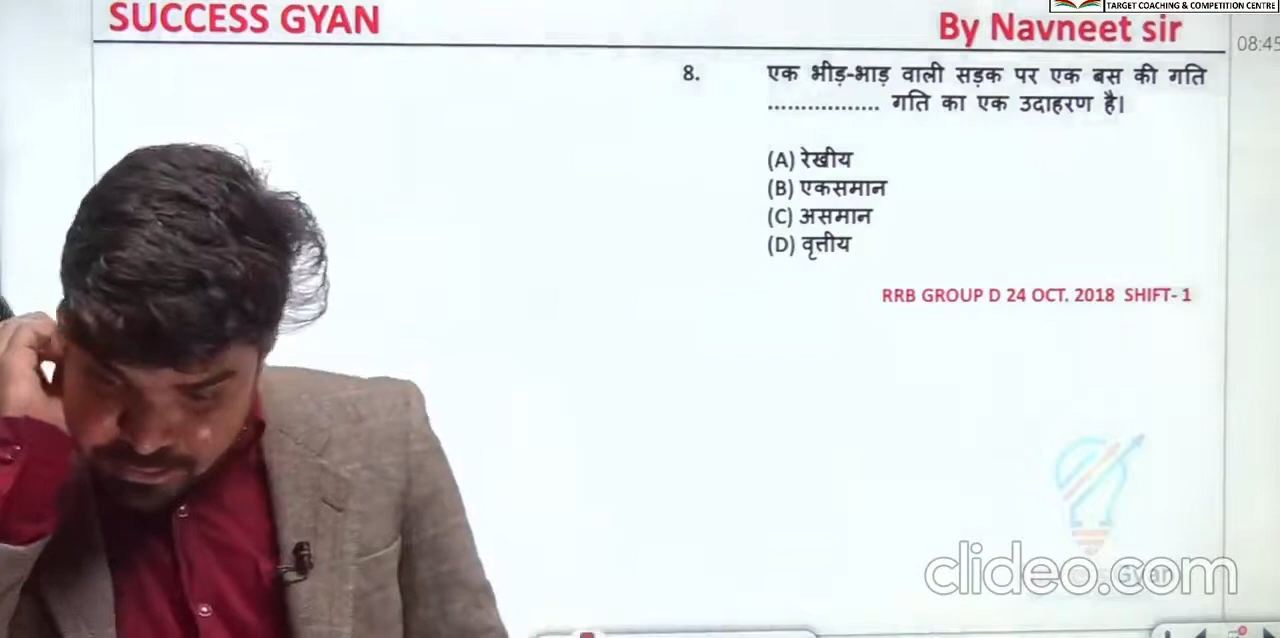 TARGET COACHING & COMPETITION CENTRE
SUCCESS GYAN
By Navneet sir
08:45
8. एक भीड़-भाड़ वाली सड़क पर एक बस की गति
.................. गति का एक उदाहरण है।
(A) रेखीय
(B) एकसमान
(C) असमान
(D) वृत्तीय
RRB GROUP D 24 OCT. 2018 SHIFT- 1
clideo.com